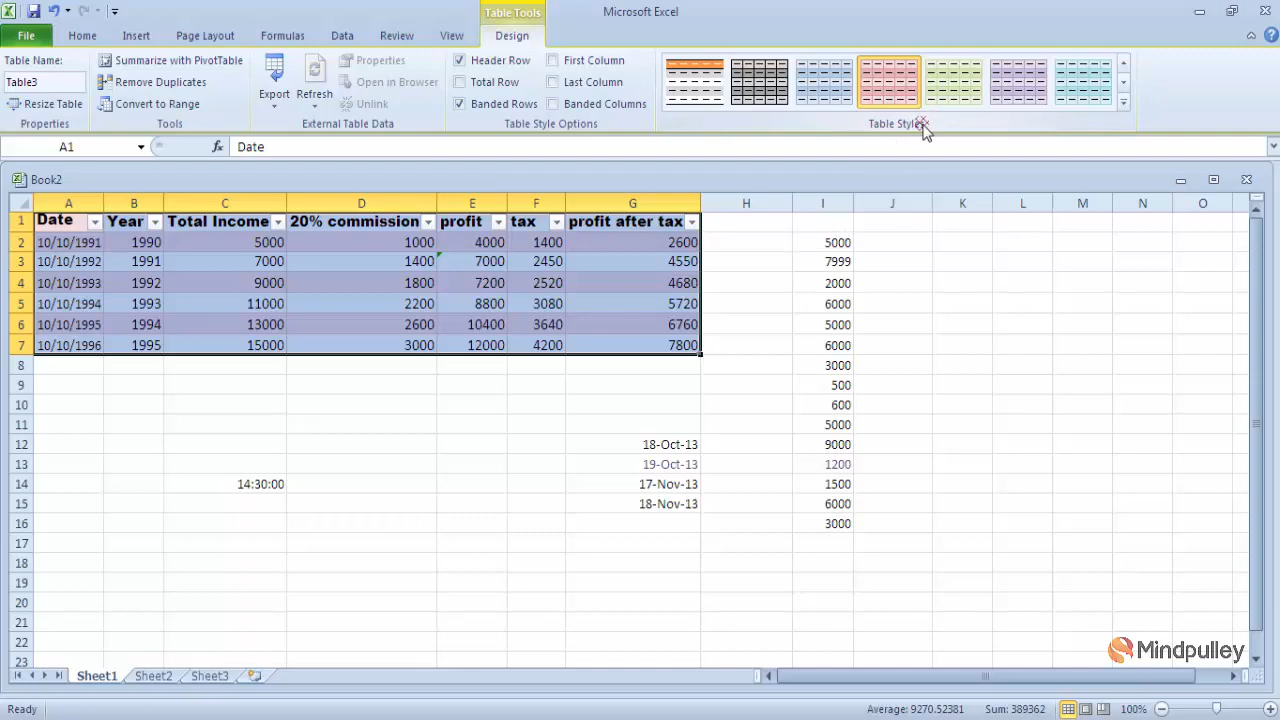 Table Tools
Microsoft Excel
File Home Insert Page Layout Formulas Data Review View Design
Table Name: Summarize with PivotTable Properties Header Row First Column
Table3 Remove Duplicates Open in Browser Total Row Last Column
Resize Table Convert to Range Export Refresh Unlink Banded Rows Banded Columns
Properties Tools External Table Data Table Style Options Table Styles
A1 fx Date
Book2
A B C D E F G H I J K L M N O
1 Date Year Total Income 20% commission profit tax profit after tax
2 10/10/1991 1990 5000 1000 4000 1400 2600 5000
3 10/10/1992 1991 7000 1400 7000 2450 4550 7999
4 10/10/1993 1992 9000 1800 7200 2520 4680 2000
5 10/10/1994 1993 11000 2200 8800 3080 5720 6000
6 10/10/1995 1994 13000 2600 10400 3640 6760 5000
7 10/10/1996 1995 15000 3000 12000 4200 7800 6000
8 3000
9 500
10 600
11 5000
12 18-Oct-13 9000
13 19-Oct-13 1200
14 14:30:00 17-Nov-13 1500
15 18-Nov-13 6000
16 3000
17
18
19
20
21
22
23
Mindpulley
Sheet1 Sheet2 Sheet3
Ready Average: 9270.52381 Sum: 389362 100%